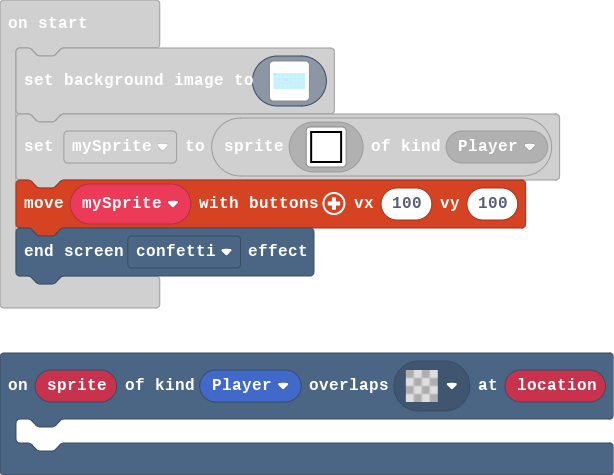 on start
set background image to
set mySprite to sprite of kind Player
move mySprite with buttons vx 100 vy 100
end screen confetti effect
on sprite of kind Player overlaps at location